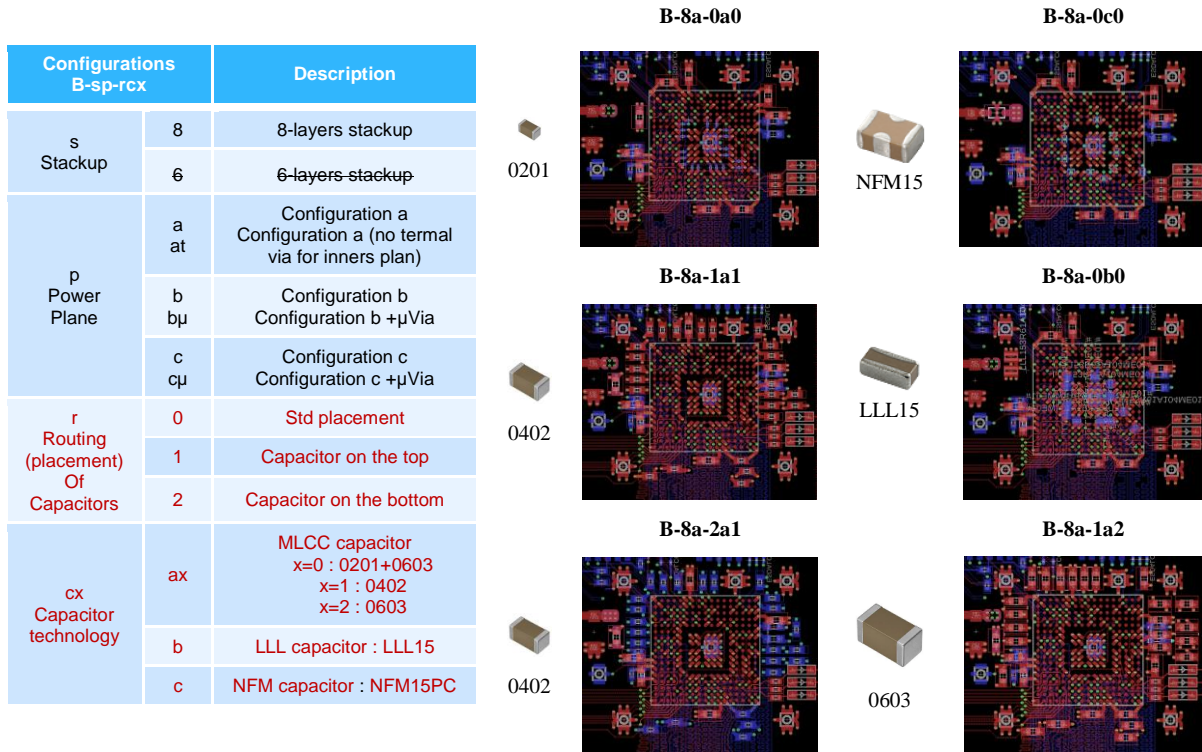 Configurations
B-sp-rcx
Description
s
Stackup
8
8-layers stackup
6
6-layers stackup
p
Power
Plane
a
at
Configuration a
Configuration a (no termal
via for inners plan)
b
bµ
Configuration b
Configuration b +µVia
c
cµ
Configuration c
Configuration c +µVia
r
Routing
(placement)
Of
Capacitors
0
Std placement
1
Capacitor on the top
2
Capacitor on the bottom
cx
Capacitor
technology
ax
MLCC capacitor
x=0 : 0201+0603
x=1 : 0402
x=2 : 0603
b
LLL capacitor : LLL15
c
NFM capacitor : NFM15PC
B-8a-0a0
0201
B-8a-0c0
NFM15
B-8a-1a1
0402
B-8a-0b0
LLL15
B-8a-2a1
0402
B-8a-1a2
0603